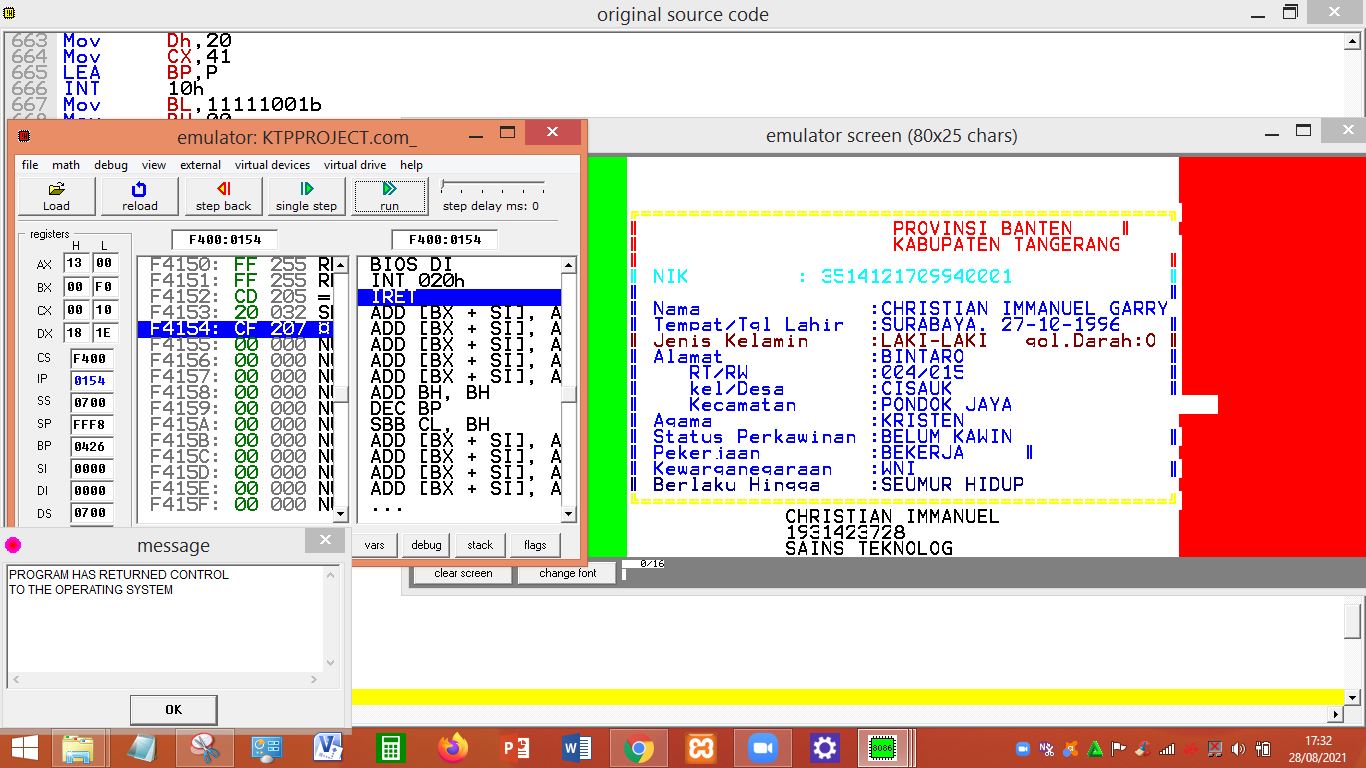 original source code
663 Mov Dh,20
664 Mov CX,41
665 LEA BP,P
666 INT 10h
667 Mov BL,11111001b
emulator: KTPPROJECT.com_
file math debug view external virtual devices virtual drive help
Load reload step back single step run step delay ms: 0
registers
H L
F400:0154 F400:0154
AX 13 00
BX 00 F0
CX 00 10
DX 18 1E
CS F400
IP 0154
SS 0700
SP FFF8
BP 0426
SI 0000
DI 0000
DS 0700
F4150: FF 255
F4151: FF 255
F4152: CD 205 =
F4153: 20 032
F4154: CF 207 ¤
F4155: 00 000
F4156: 00 000
F4157: 00 000
F4158: 00 000
F4159: 00 000
F415A: 00 000
F415B: 00 000
F415C: 00 000
F415D: 00 000
F415E: 00 000
F415F: 00 000
BIOS DI
INT 020h
IRET
ADD [BX + SI], A
ADD [BX + SI], A
ADD [BX + SI], A
ADD [BX + SI], A
ADD [BX + SI], A
ADD BH, BH
DEC BP
SBB CL, BH
ADD [BX + SI], A
ADD [BX + SI], A
ADD [BX + SI], A
ADD [BX + SI], A
...
vars debug stack flags
emulator screen (80x25 chars)
PROVINSI BANTEN
KABUPATEN TANGERANG
NIK : 3514121709940001
Nama :CHRISTIAN IMMANUEL GARRY
Tempat/Tgl Lahir :SURABAYA, 27-10-1996
Jenis Kelamin :LAKI-LAKI gol.Darah:O
Alamat :BINTARO
RT/RW :004/015
kel/Desa :CISAUK
Kecamatan :PONDOK JAYA
Agama :KRISTEN
Status Perkawinan :BELUM KAWIN
Pekerjaan :BEKERJA
Kewarganegaraan :WNI
Berlaku Hingga :SEUMUR HIDUP
CHRISTIAN IMMANUEL
1931423728
SAINS TEKNOLOG
clear screen change font 0/16
message
PROGRAM HAS RETURNED CONTROL
TO THE OPERATING SYSTEM
OK
8086
17:32
28/08/2021